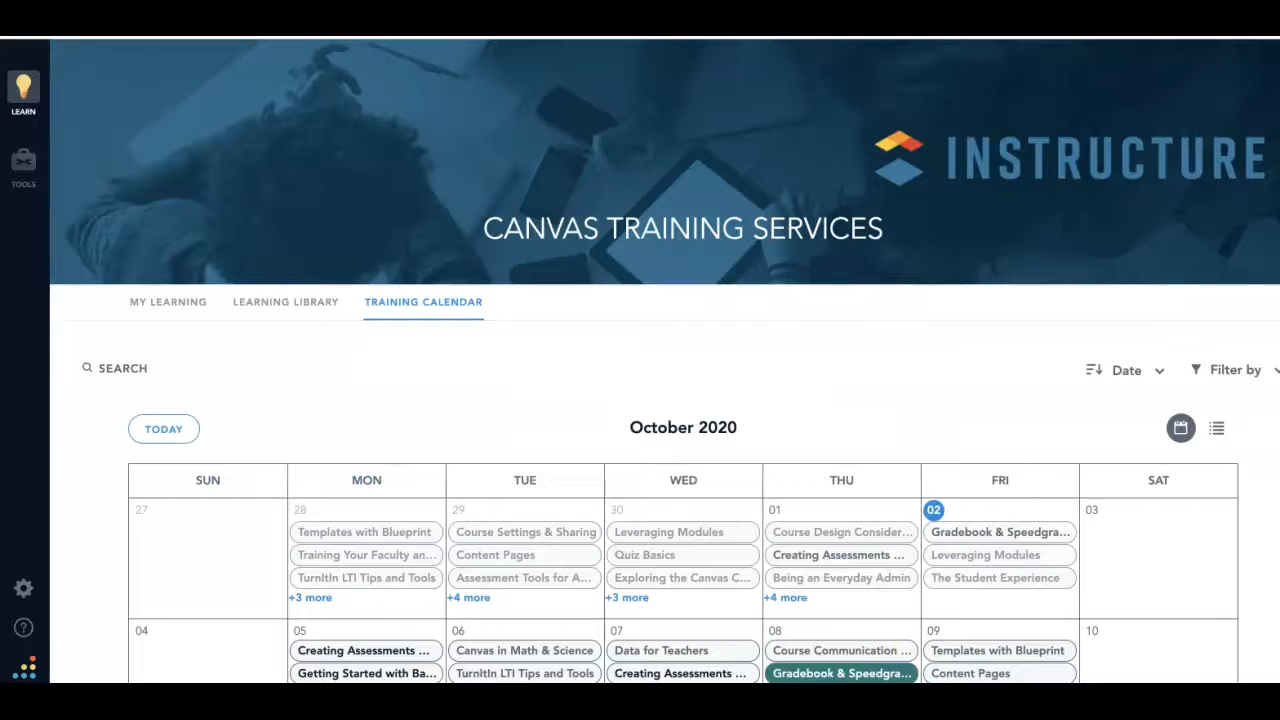 LEARN
TOOLS
INSTRUCTURE
CANVAS TRAINING SERVICES
MY LEARNING LEARNING LIBRARY TRAINING CALENDAR
SEARCH Date Filter by
TODAY October 2020
SUN MON TUE WED THU FRI SAT
27 28 29 30 01 02 03
Templates with Blueprint Course Settings & Sharing Leveraging Modules Course Design Consider... Gradebook & Speedgra...
Training Your Faculty an... Content Pages Quiz Basics Creating Assessments ... Leveraging Modules
TurnItIn LTI Tips and Tools Assessment Tools for A... Exploring the Canvas C... Being an Everyday Admin The Student Experience
+3 more +4 more +3 more +4 more
04 05 06 07 08 09 10
Creating Assessments ... Canvas in Math & Science Data for Teachers Course Communication ... Templates with Blueprint
Getting Started with Ba... TurnItIn LTI Tips and Tools Creating Assessments ... Gradebook & Speedgra... Content Pages